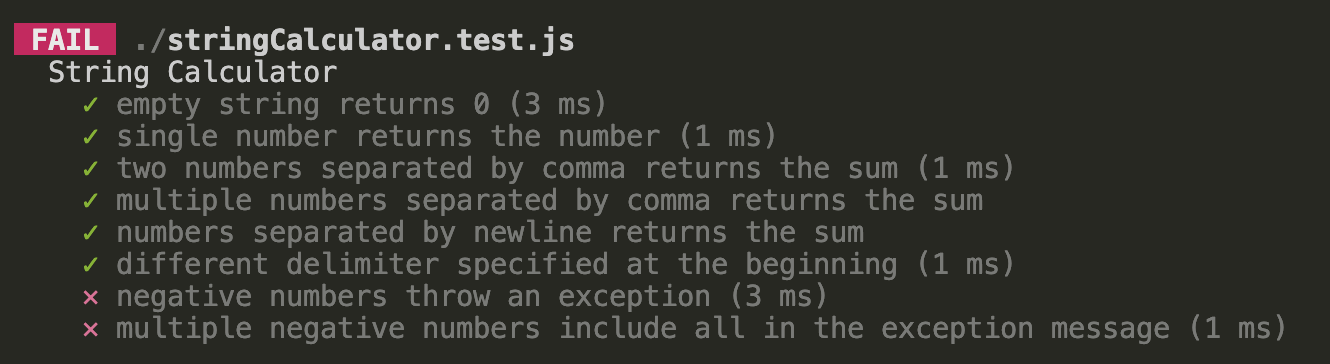 FAIL ./stringCalculator.test.js
String Calculator
✓ empty string returns 0 (3 ms)
✓ single number returns the number (1 ms)
✓ two numbers separated by comma returns the sum (1 ms)
✓ multiple numbers separated by comma returns the sum
✓ numbers separated by newline returns the sum
✓ different delimiter specified at the beginning (1 ms)
✕ negative numbers throw an exception (3 ms)
✕ multiple negative numbers include all in the exception message (1 ms)